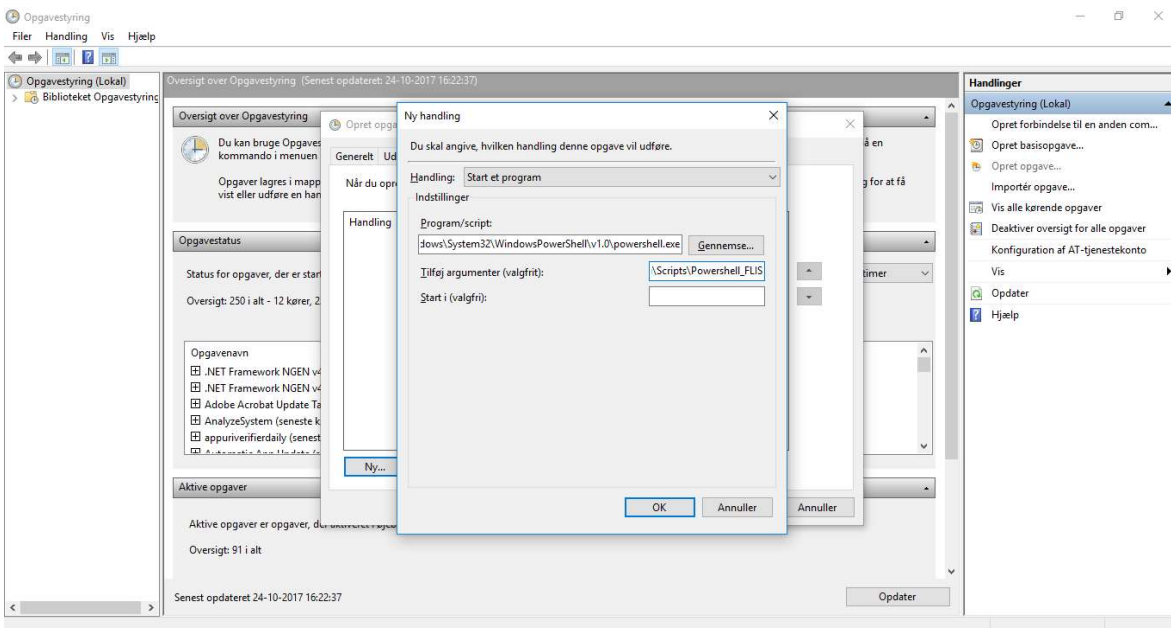 Opgavestyring
Filer Handling Vis Hjælp
Opgavestyring (Lokal)
Biblioteket Opgavestyring
Oversigt over Opgavestyring (Senest opdateret: 24-10-2017 16:22:37)
Oversigt over Opgavestyring
Du kan bruge Opgaves
kommando i menuen
Opgaver lagres i mapp
vist eller udføre en han
å en
g for at få
Opgavestatus
Status for opgaver, der er start
timer
Oversigt: 250 i alt - 12 kører, 2
Opgavenavn
.NET Framework NGEN v4
.NET Framework NGEN v4
Adobe Acrobat Update Ta
AnalyzeSystem (seneste k
appuriverifierdaily (senest
Aktive opgaver
Aktive opgaver er opgaver, de
Oversigt: 91 i alt
Senest opdateret 24-10-2017 16:22:37
Opdater
Opret opga
Generelt Ud
Når du opre
Handling
Ny...
Annuller
Ny handling
Du skal angive, hvilken handling denne opgave vil udføre.
Handling: Start et program
Indstillinger
Program/script:
dows\System32\WindowsPowerShell\v1.0\powershell.exe Gennemse...
Tilføj argumenter (valgfrit): \Scripts\Powershell_FLIS
Start i (valgfri):
OK Annuller
Handlinger
Opgavestyring (Lokal)
Opret forbindelse til en anden com...
Opret basisopgave...
Opret opgave...
Importér opgave...
Vis alle kørende opgaver
Deaktiver oversigt for alle opgaver
Konfiguration af AT-tjenestekonto
Vis
Opdater
Hjælp